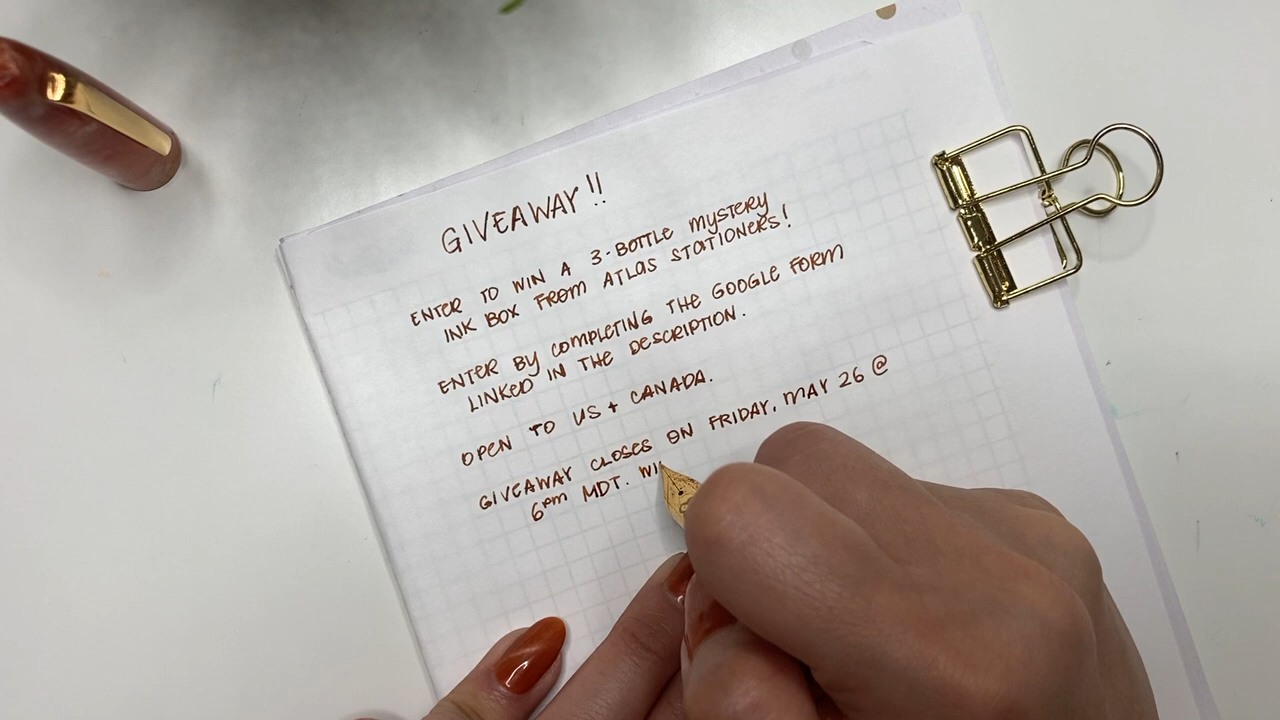 GIVEAWAY!!
ENTER TO WIN A 3-BOTTLE MYSTERY
INK BOX FROM ATLAS STATIONERS!
ENTER BY COMPLETING THE GOOGLE FORM
LINKED IN THE DESCRIPTION.
OPEN TO US + CANADA.
GIVEAWAY CLOSES ON FRIDAY, MAY 26 @
6PM MDT.